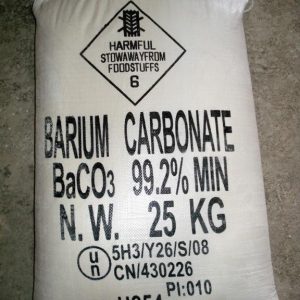 HARMFUL
STOWAWAYFROM
FOODSTUFFS
6
BARIUM CARBONATE
BaCO3 99.2% MIN
N. W. 25 KG
un 5H3/Y26/S/08
CN/430226
PI:010